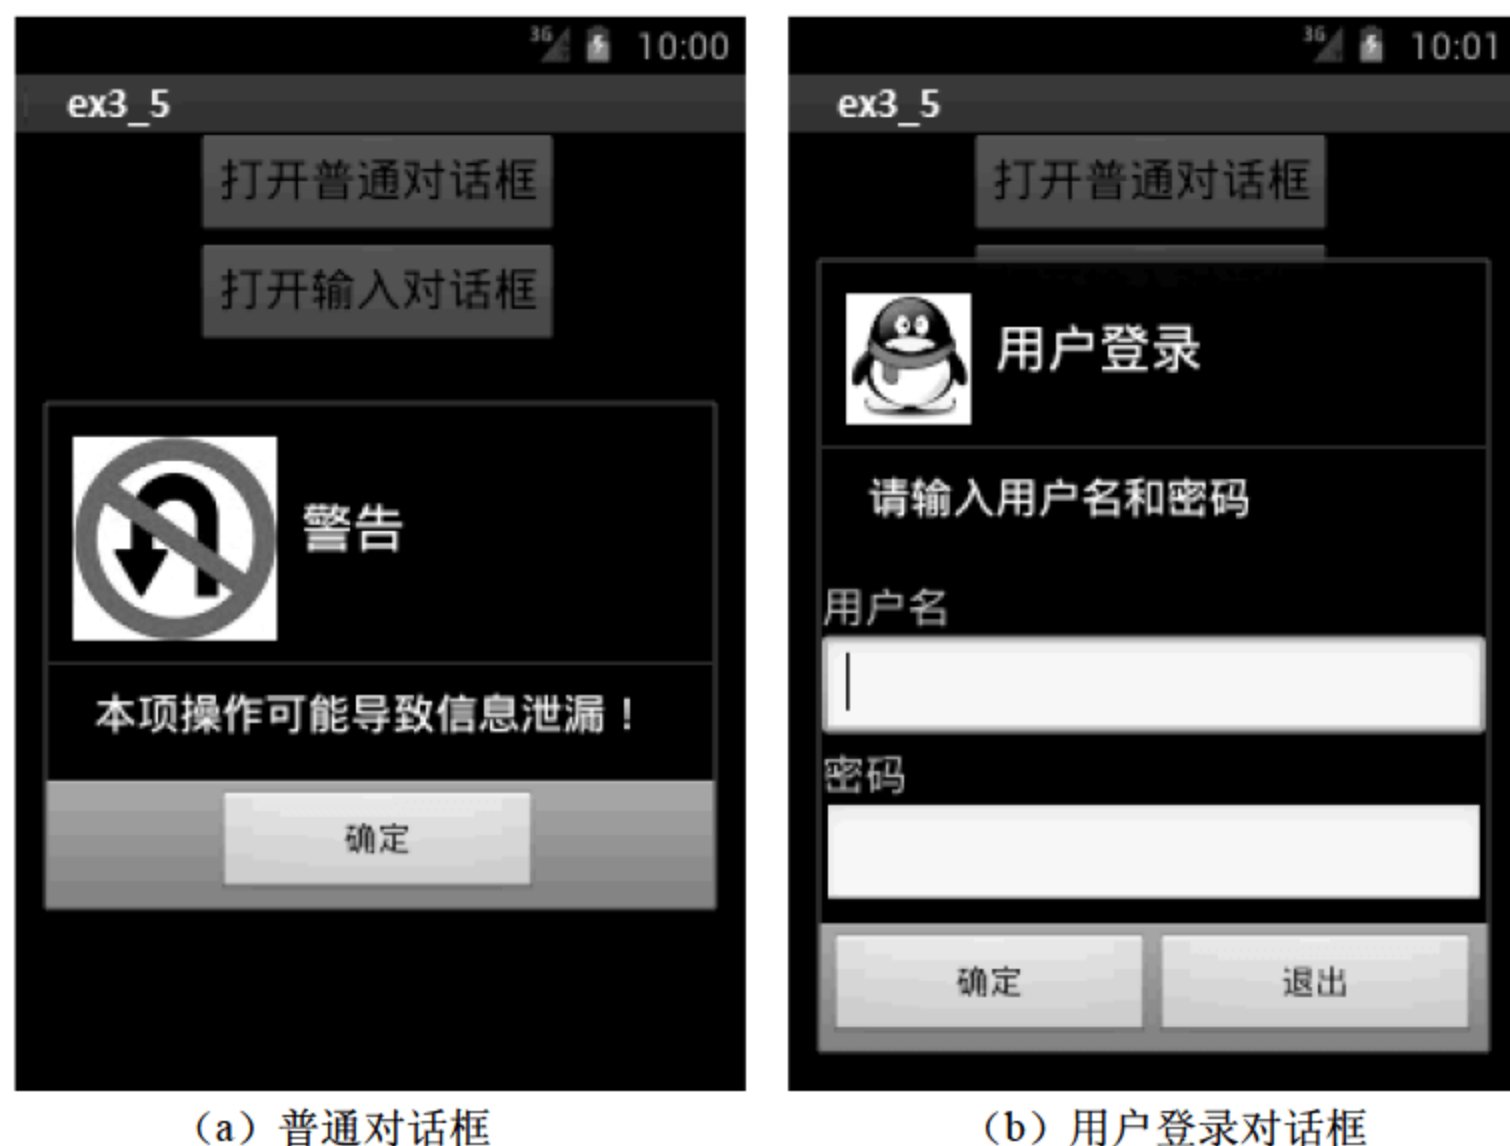 3G 10:00
ex3_5
打开普通对话框
打开输入对话框
警告
本项操作可能导致信息泄漏！
确定
（a）普通对话框
3G 10:01
ex3_5
打开普通对话框
用户登录
请输入用户名和密码
用户名
密码
确定 退出
（b）用户登录对话框